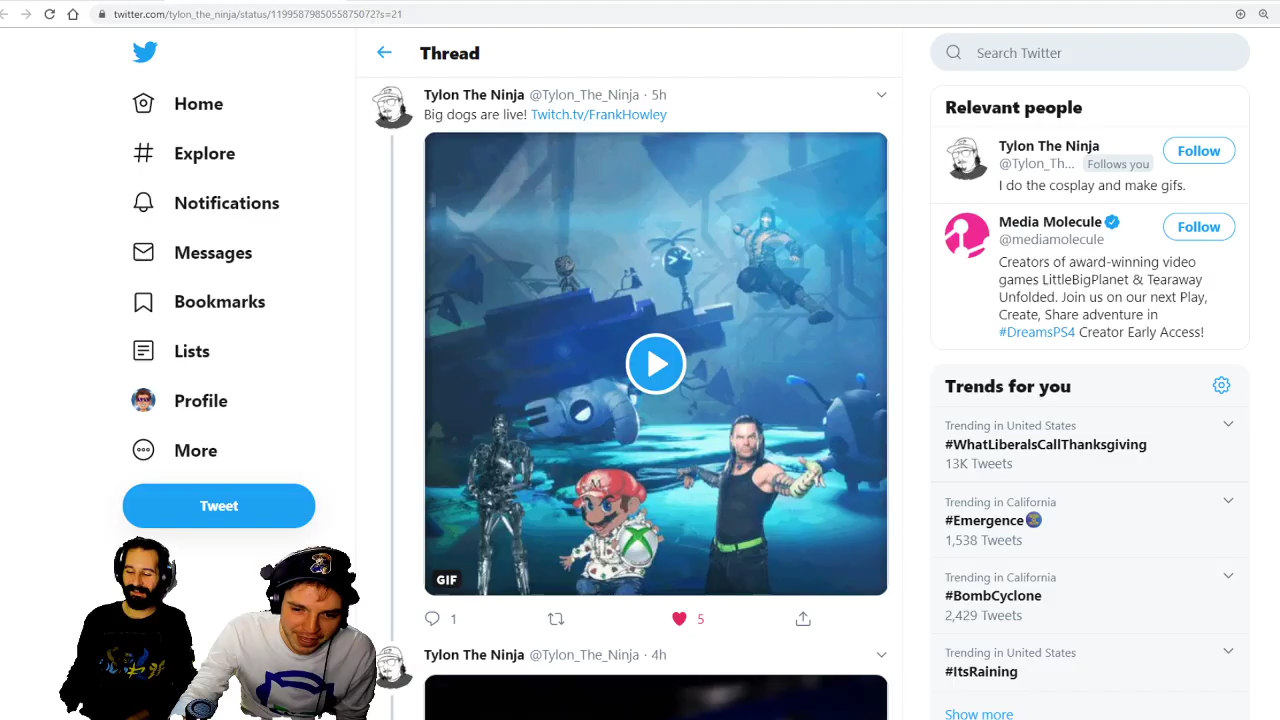 twitter.com/tylon_the_ninja/status/1199587985055875072?s=21
Home
Explore
Notifications
Messages
Bookmarks
Lists
Profile
More
Tweet
Thread
Tylon The Ninja @Tylon_The_Ninja · 5h
Big dogs are live! Twitch.tv/FrankHowley
M
GIF
1
5
Tylon The Ninja @Tylon_The_Ninja · 4h
Search Twitter
Relevant people
Tylon The Ninja
@Tylon_Th... Follows you
Follow
I do the cosplay and make gifs.
Media Molecule
@mediamolecule
Follow
Creators of award-winning video
games LittleBigPlanet & Tearaway
Unfolded. Join us on our next Play,
Create, Share adventure in
#DreamsPS4 Creator Early Access!
Trends for you
Trending in United States
#WhatLiberalsCallThanksgiving
13K Tweets
Trending in California
#Emergence
1,538 Tweets
Trending in California
#BombCyclone
2,429 Tweets
Trending in United States
#ItsRaining
Show more